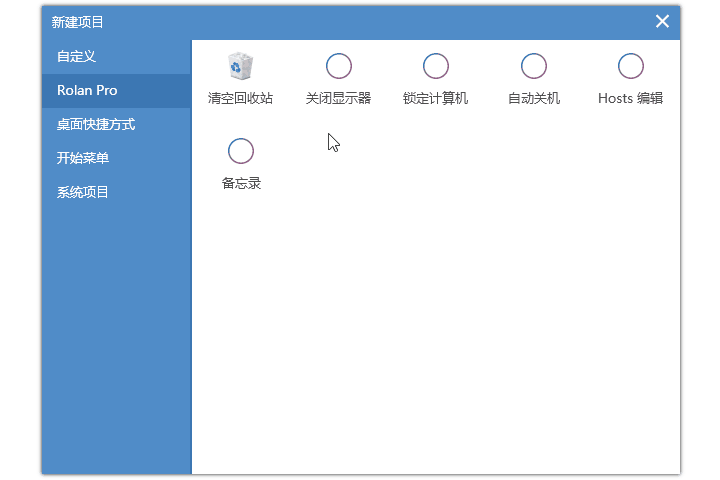 新建项目
自定义
Rolan Pro
桌面快捷方式
开始菜单
系统项目
清空回收站
关闭显示器
锁定计算机
自动关机
Hosts 编辑
备忘录